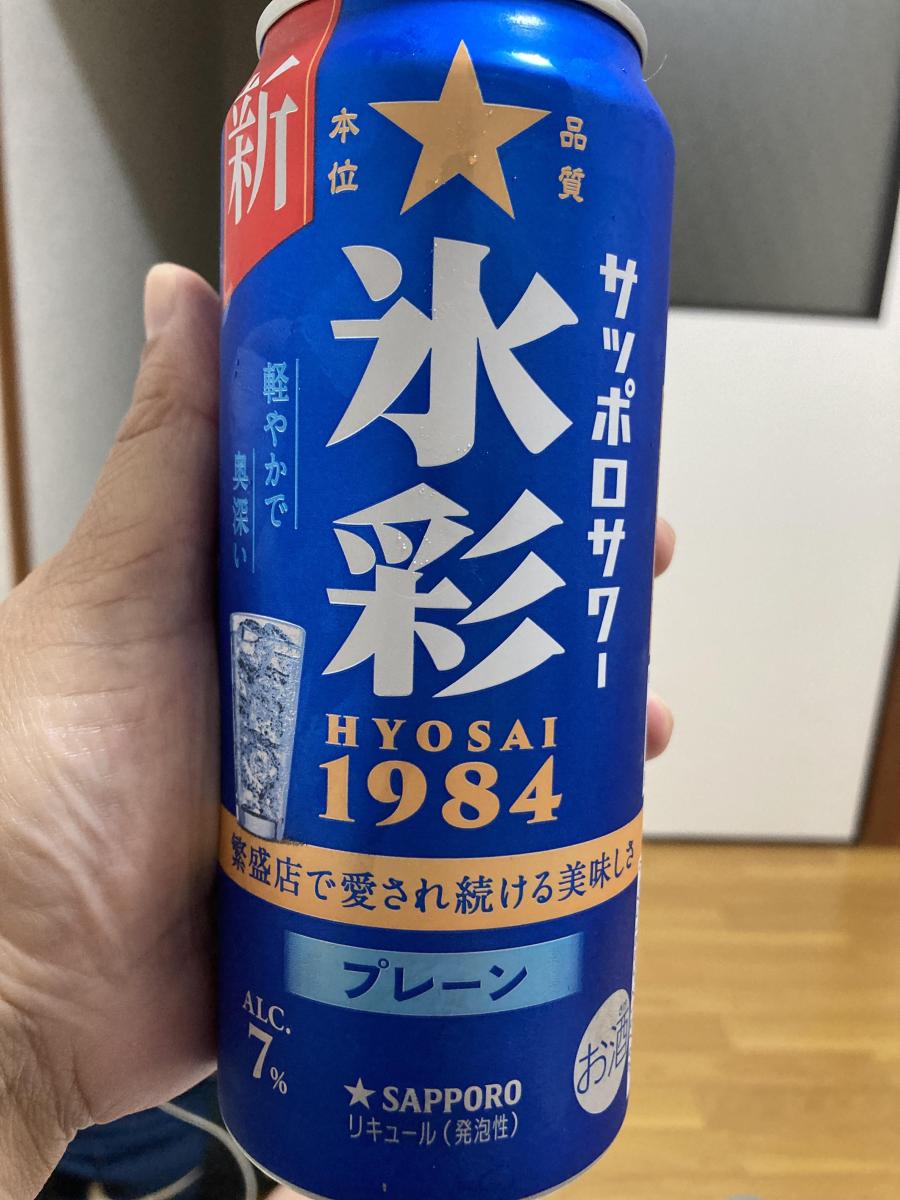 新
品質
本位
サッポロサワー
氷彩
HYOSAI
1984
軽やかで
奥深い
繁盛店で愛され続ける美味しさ
プレーン
ALC.
7%
お酒
SAPPORO
リキュール(発泡性)